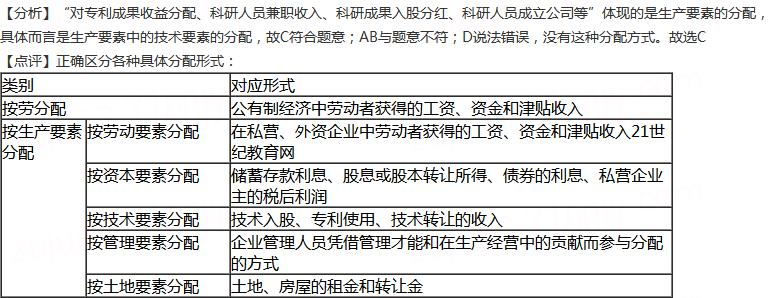 【分析】“对专利成果收益分配、科研人员兼职收入、科研成果入股分红、科研人员成立公司等”体现的是生产要素的分配，
具体而言是生产要素中的技术要素的分配，故C符合题意；AB与题意不符；D说法错误，没有这种分配方式。故选C
【点评】正确区分各种具体分配形式：
类别 对应形式
按劳分配 公有制经济中劳动者获得的工资、资金和津贴收入
按生产要素
分配
按劳动要素分配 在私营、外资企业中劳动者获得的工资、资金和津贴收入21世
纪教育网
按资本要素分配 储蓄存款利息、股息或股本转让所得、债券的利息、私营企业
主的税后利润
按技术要素分配 技术入股、专利使用、技术转让的收入
按管理要素分配 企业管理人员凭借管理才能和在生产经营中的贡献而参与分配
的方式
按土地要素分配 土地、房屋的租金和转让金